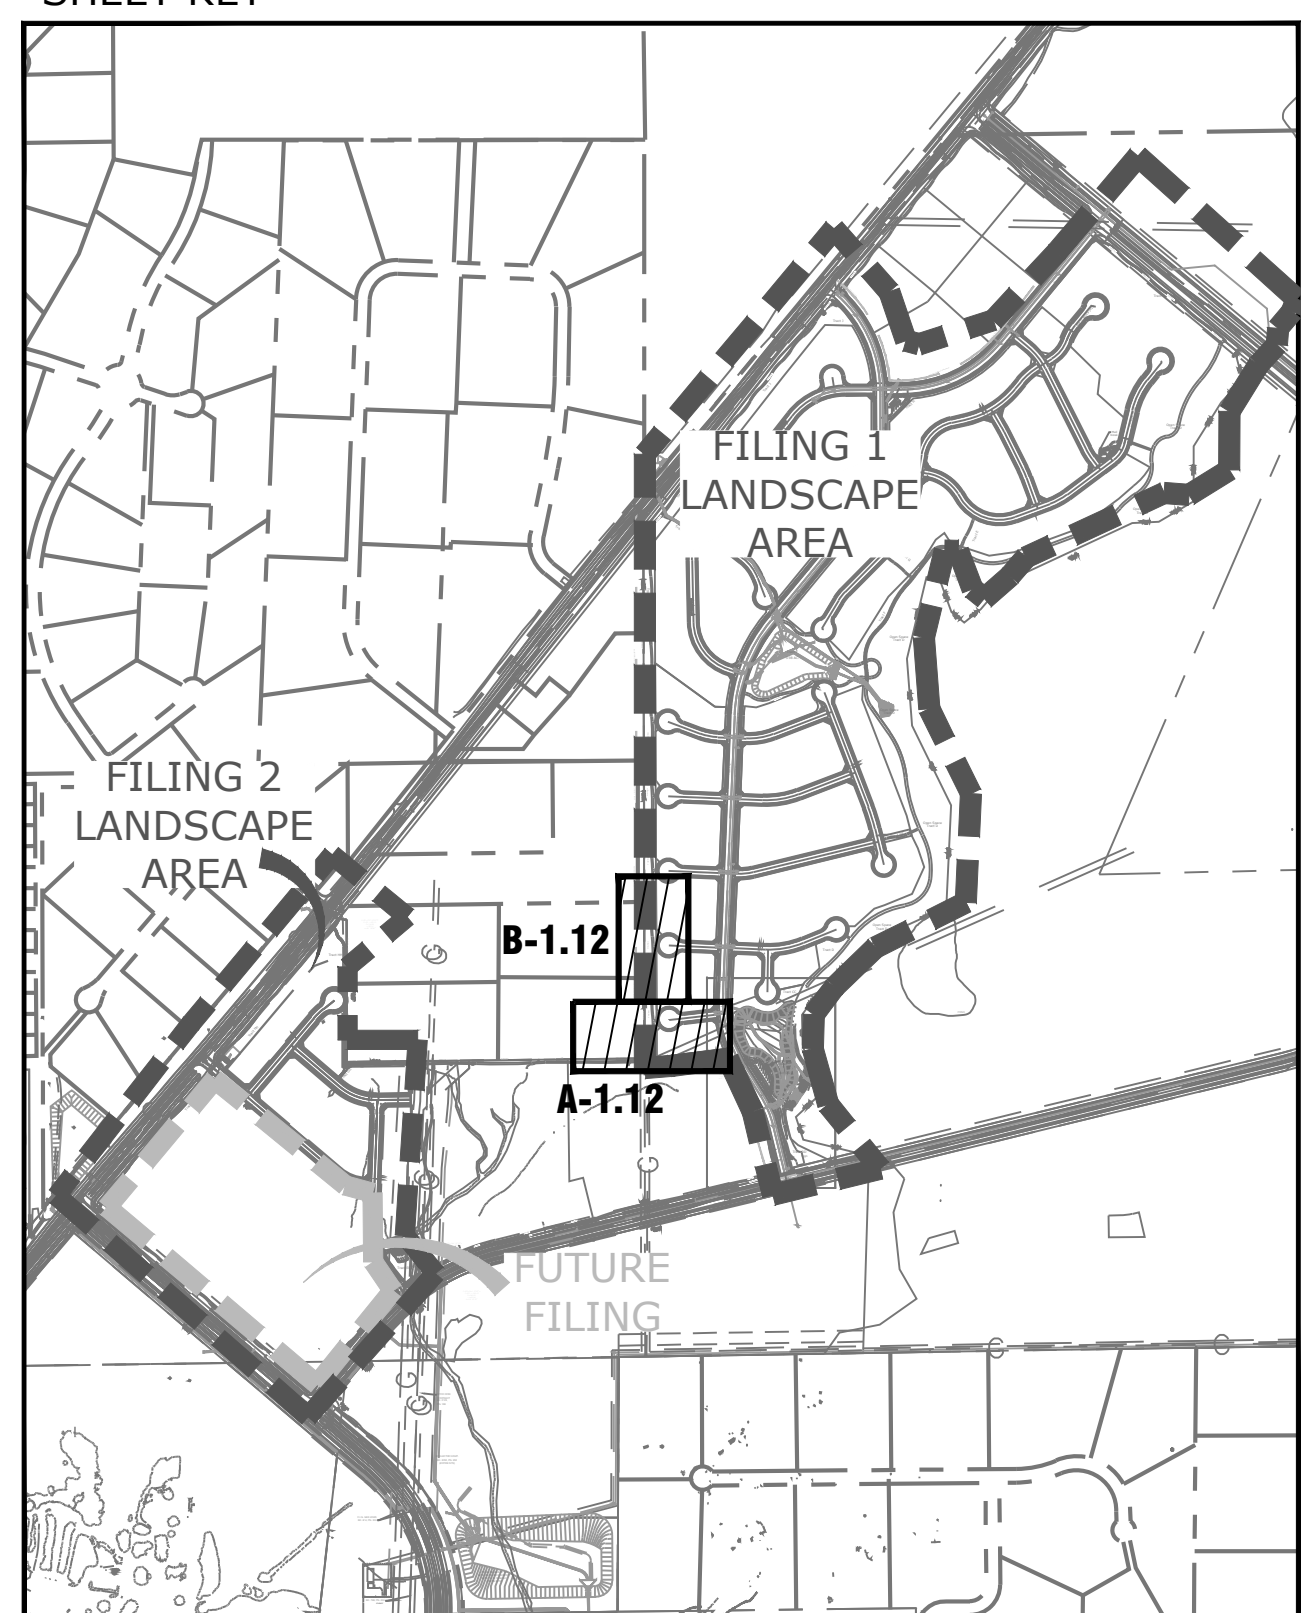 SHEET KEY
FILING 1
LANDSCAPE
AREA
FILING 2
LANDSCAPE
AREA
B-1.12
A-1.12
FUTURE
FILING
G
G
G
G
G
G
G